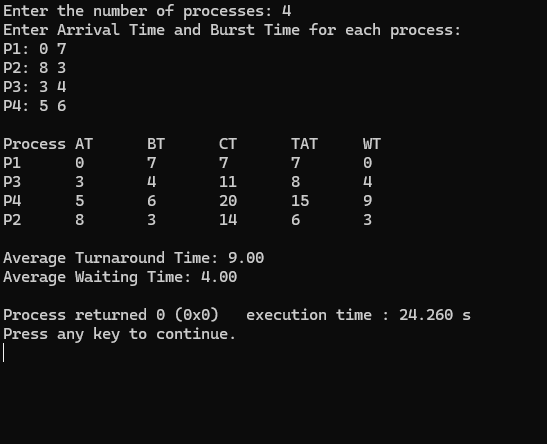 Enter the number of processes: 4
Enter Arrival Time and Burst Time for each process:
P1: 0 7
P2: 8 3
P3: 3 4
P4: 5 6
Process AT BT CT TAT WT
P1 0 7 7 7 0
P3 3 4 11 8 4
P4 5 6 20 15 9
P2 8 3 14 6 3
Average Turnaround Time: 9.00
Average Waiting Time: 4.00
Process returned 0 (0x0) execution time : 24.260 s
Press any key to continue.